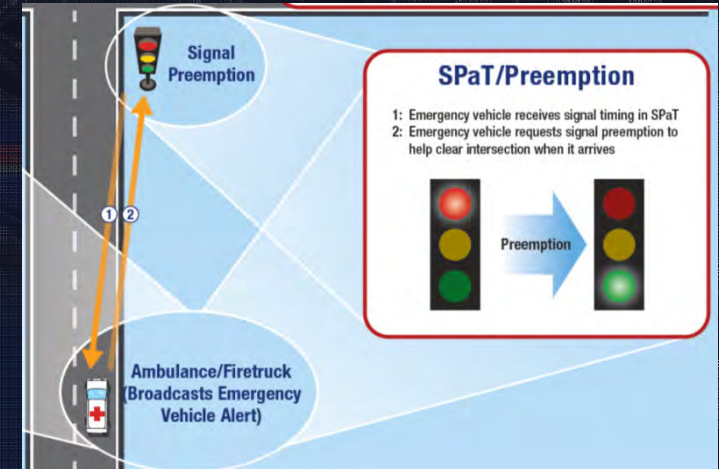 Signal
Preemption
SPaT/Preemption
1: Emergency vehicle receives signal timing in SPaT
2: Emergency vehicle requests signal preemption to
help clear intersection when it arrives
Preemption
1 2
Ambulance/Firetruck
(Broadcasts Emergency
Vehicle Alert)